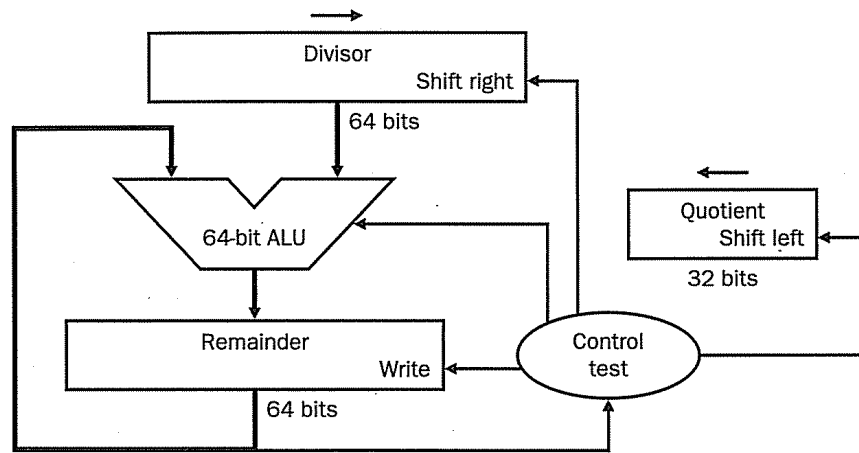 Divisor
Shift right
64 bits
64-bit ALU
Quotient
Shift left
32 bits
Remainder
Write
Control
test
64 bits